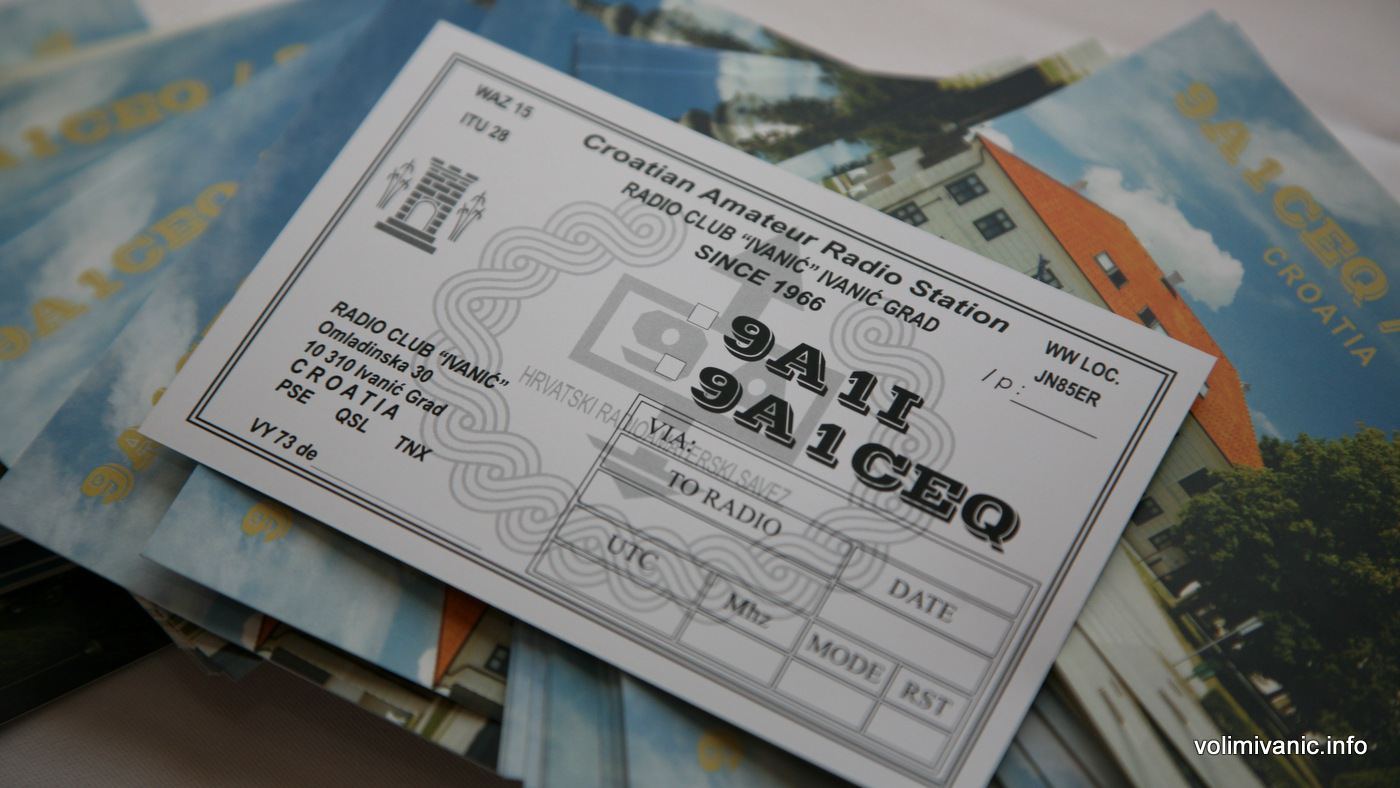 WAZ 15
ITU 28
Croatian Amateur Radio Station
RADIO CLUB “IVANIĆ” IVANIĆ GRAD
SINCE 1966
WW LOC.
JN85ER
/p:
9A1I
9A1CEQ
RADIO CLUB “IVANIĆ”
Omladinska 30
10 310 Ivanić Grad
CROATIA
PSE QSL TNX
VY 73 de
HRVATSKI RADIOAMATERSKI SAVEZ
VIA:
TO RADIO
DATE
UTC
Mhz
MODE
RST
9A1CEQ /
CROATIA
9A1CEQ /
9A1CEQ
volimivanic.info